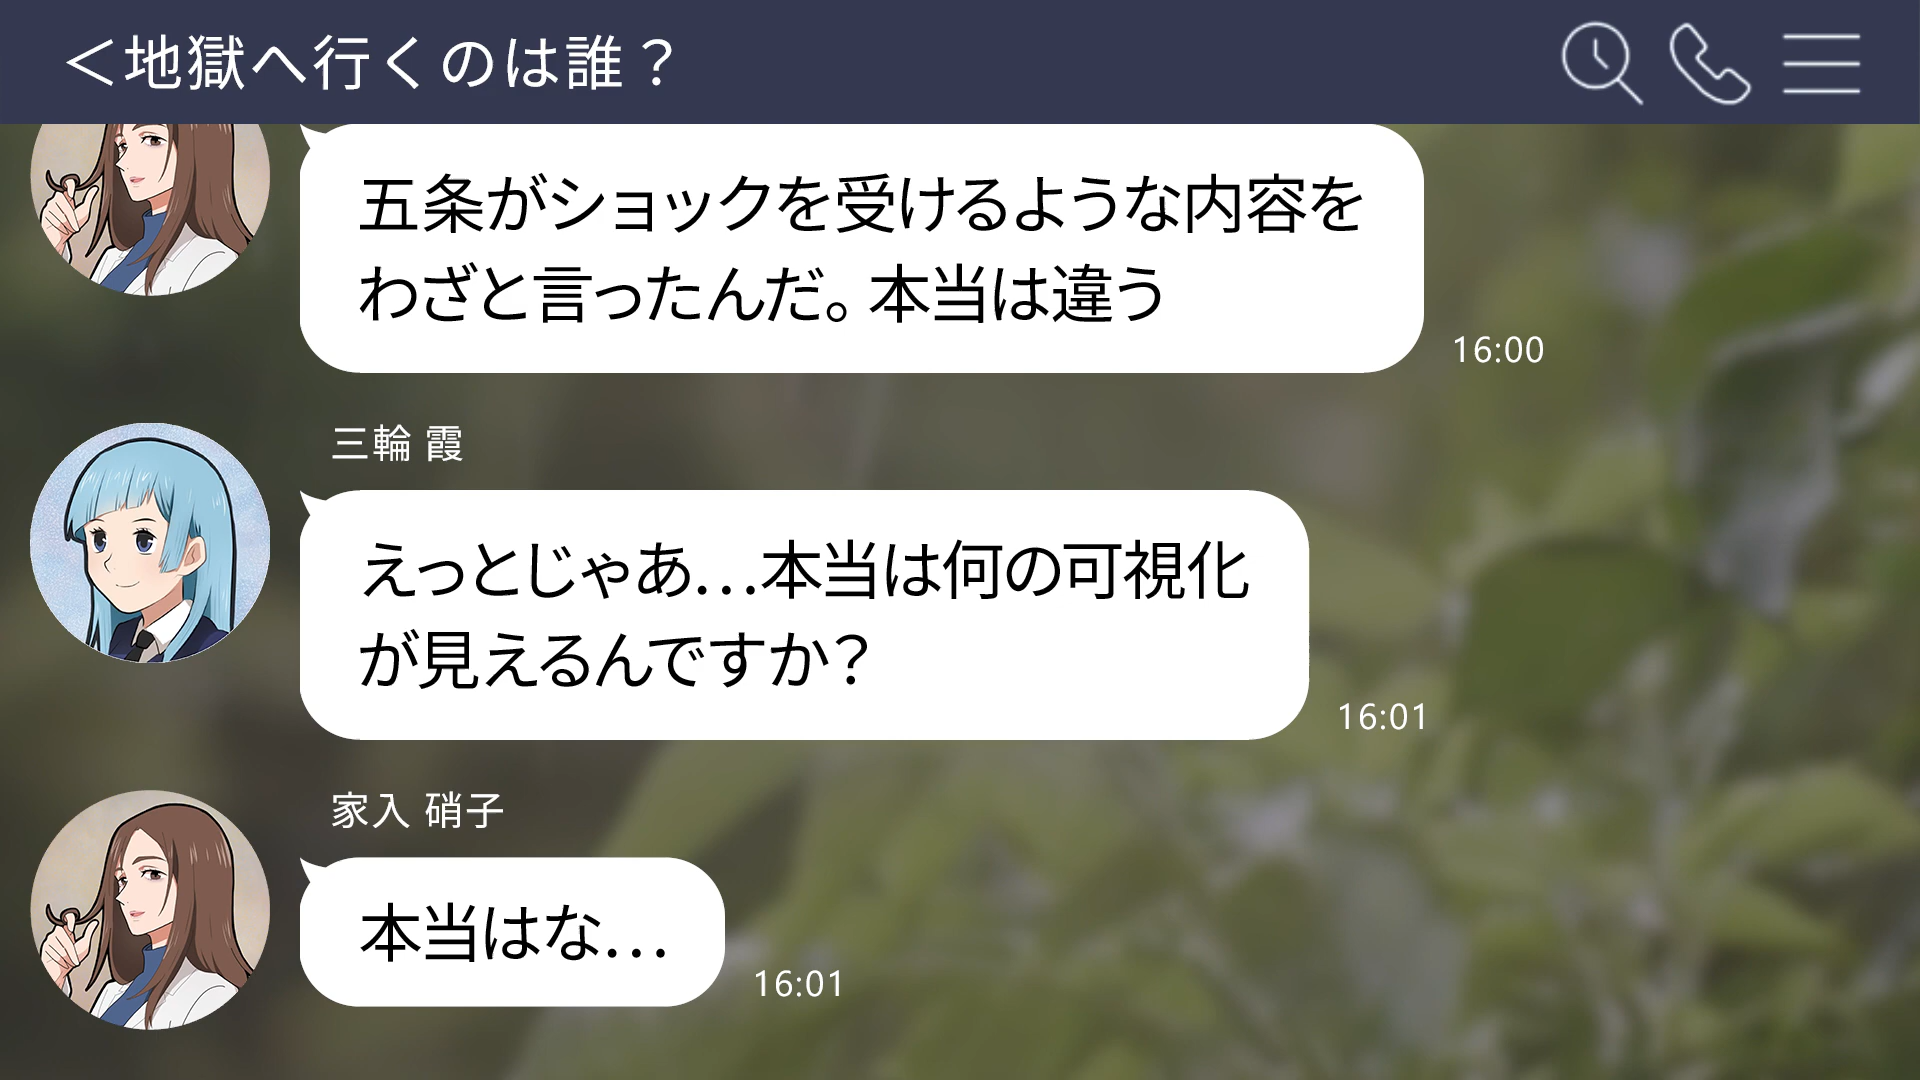 ＜地獄へ行くのは誰？
五条がショックを受けるような内容を
わざと言ったんだ。本当は違う
16:00
三輪 霞
えっとじゃあ…本当は何の可視化
が見えるんですか？
16:01
家入 硝子
本当はな…
16:01